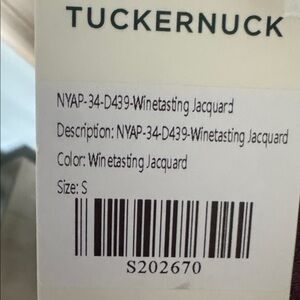 TUCKERNUCK
NYAP-34-D439-Winetasting Jacquard
Description: NYAP-34-D439-Winetasting Jacquard
Color: Winetasting Jacquard
Size: S
S202670